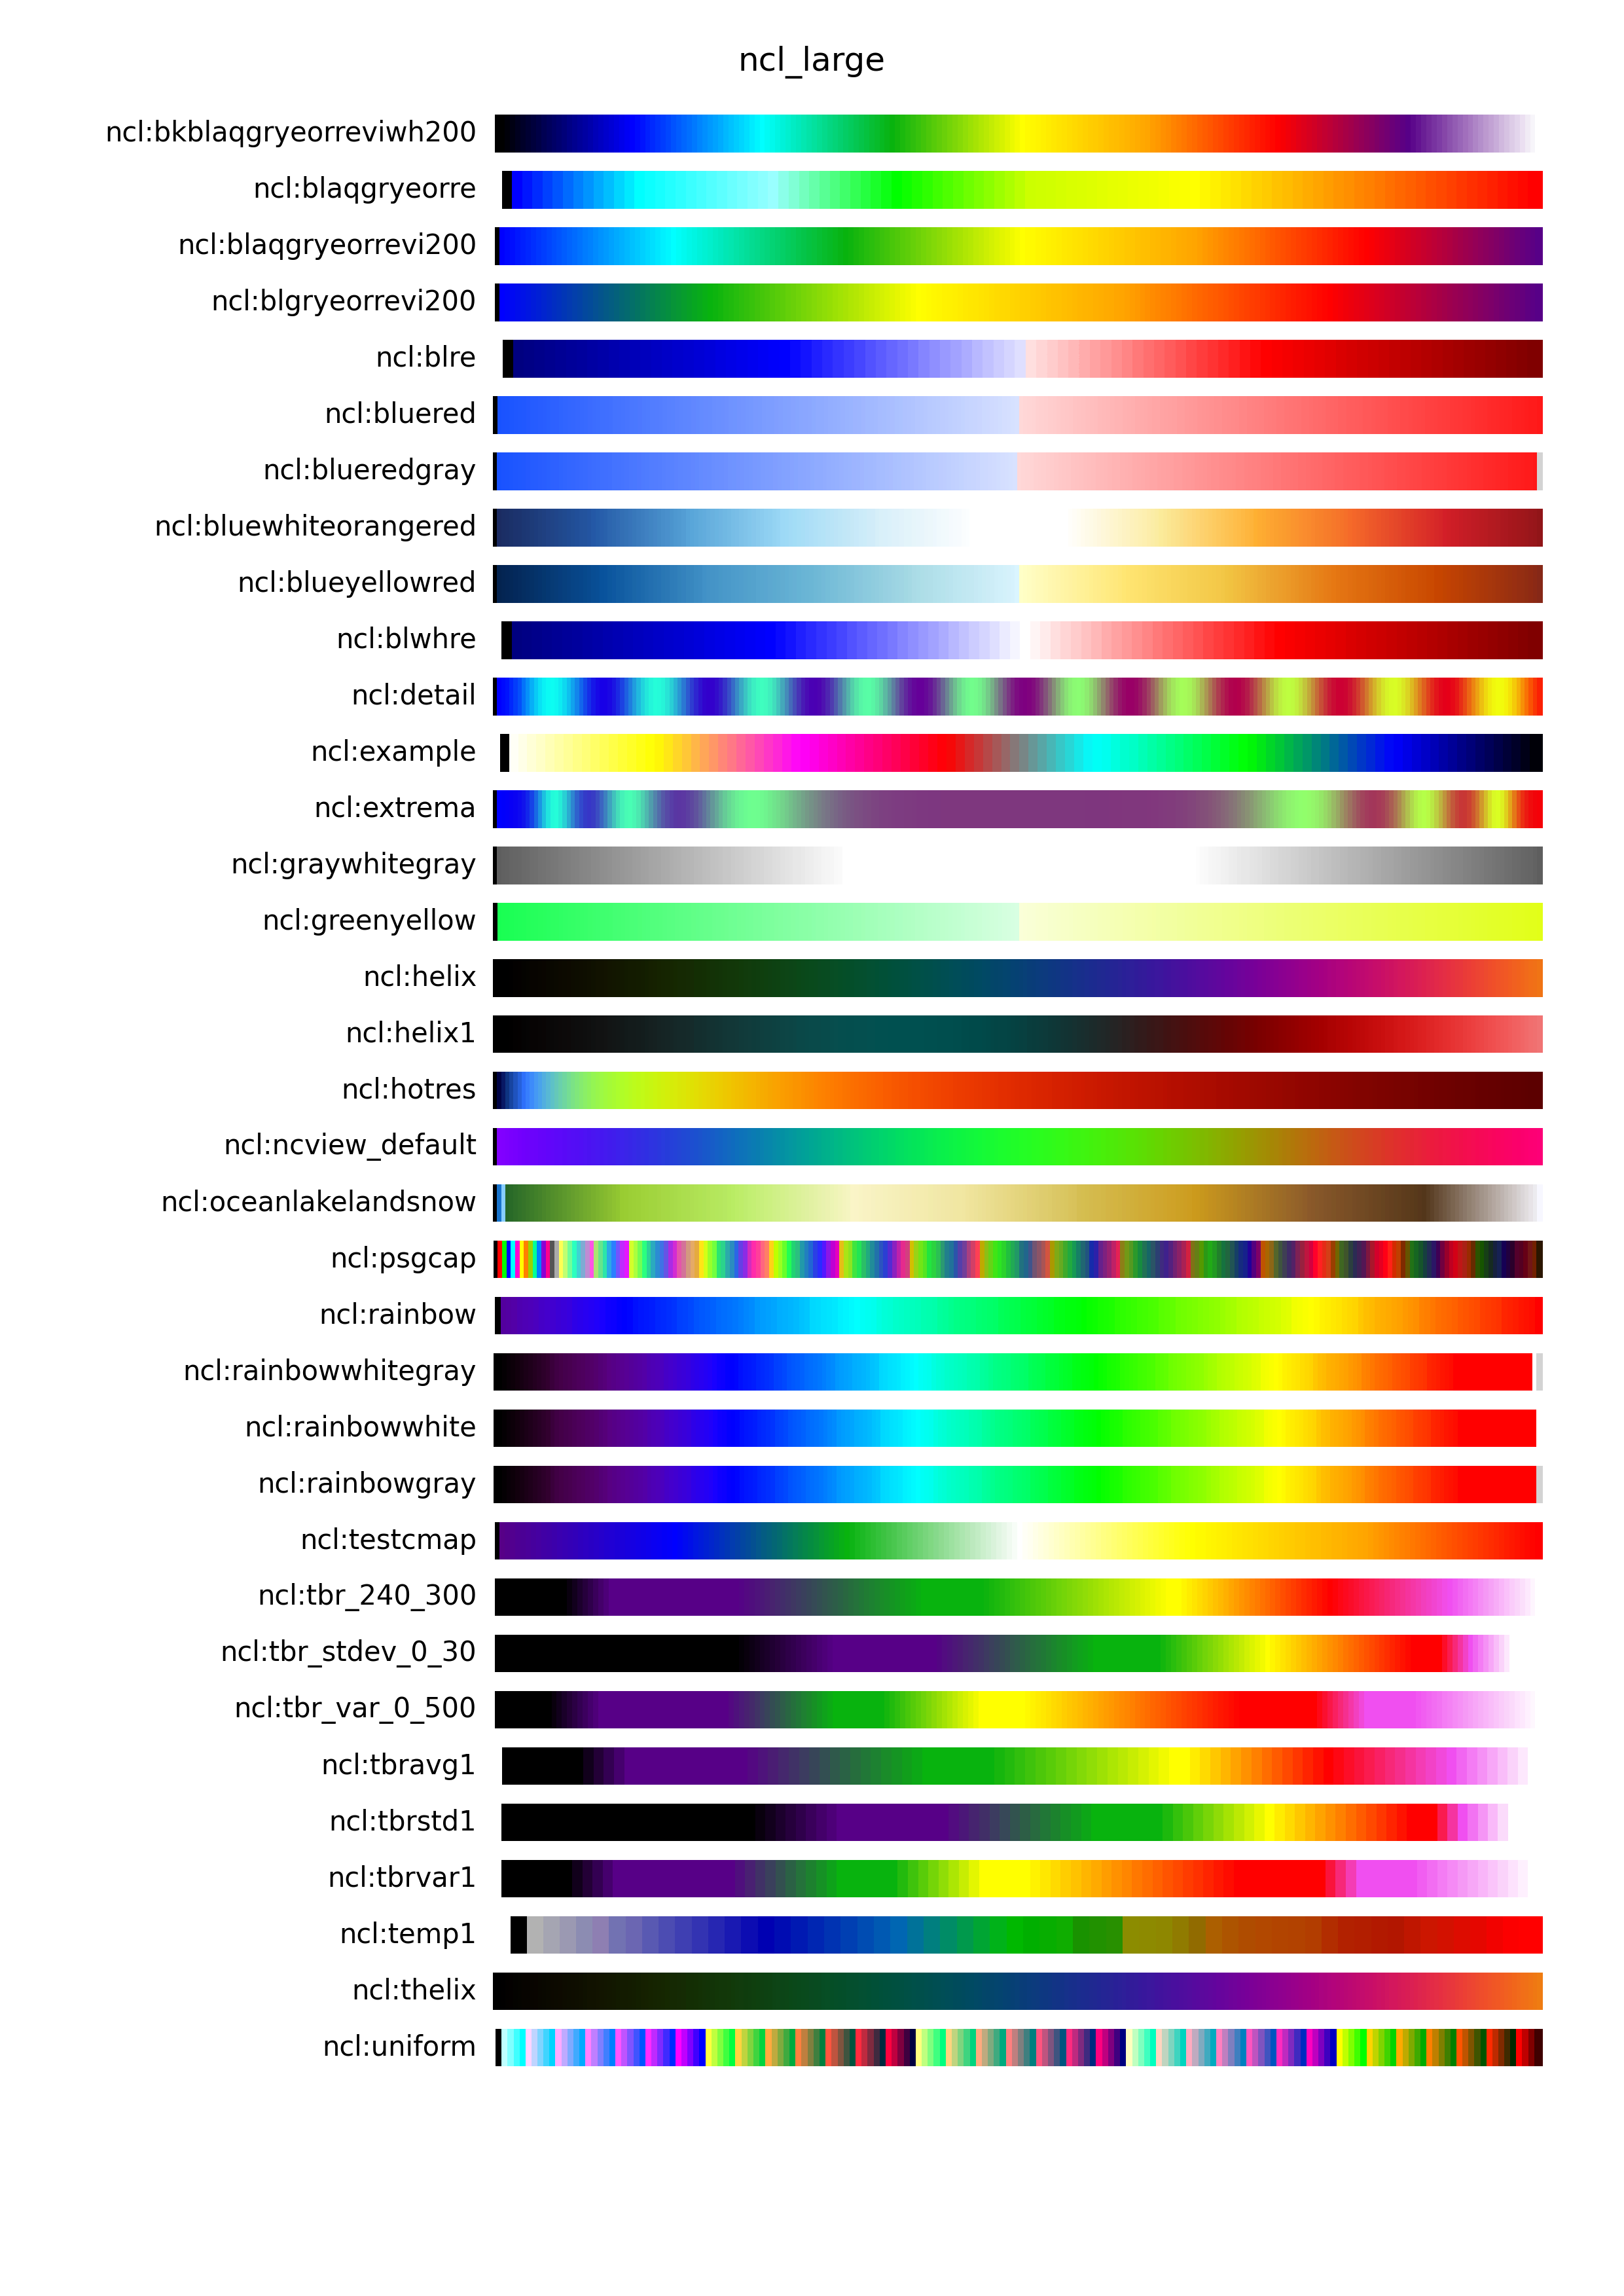 ncl_large
ncl:bkblaqgryeorreviwh200
ncl:blaqgryeorre
ncl:blaqgryeorrevi200
ncl:blgryeorrevi200
ncl:blre
ncl:bluered
ncl:blueredgray
ncl:bluewhiteorangered
ncl:blueyellowred
ncl:blwhre
ncl:detail
ncl:example
ncl:extrema
ncl:graywhitegray
ncl:greenyellow
ncl:helix
ncl:helix1
ncl:hotres
ncl:ncview_default
ncl:oceanlakelandsnow
ncl:psgcap
ncl:rainbow
ncl:rainbowwhitegray
ncl:rainbowwhite
ncl:rainbowgray
ncl:testcmap
ncl:tbr_240_300
ncl:tbr_stdev_0_30
ncl:tbr_var_0_500
ncl:tbravg1
ncl:tbrstd1
ncl:tbrvar1
ncl:temp1
ncl:thelix
ncl:uniform